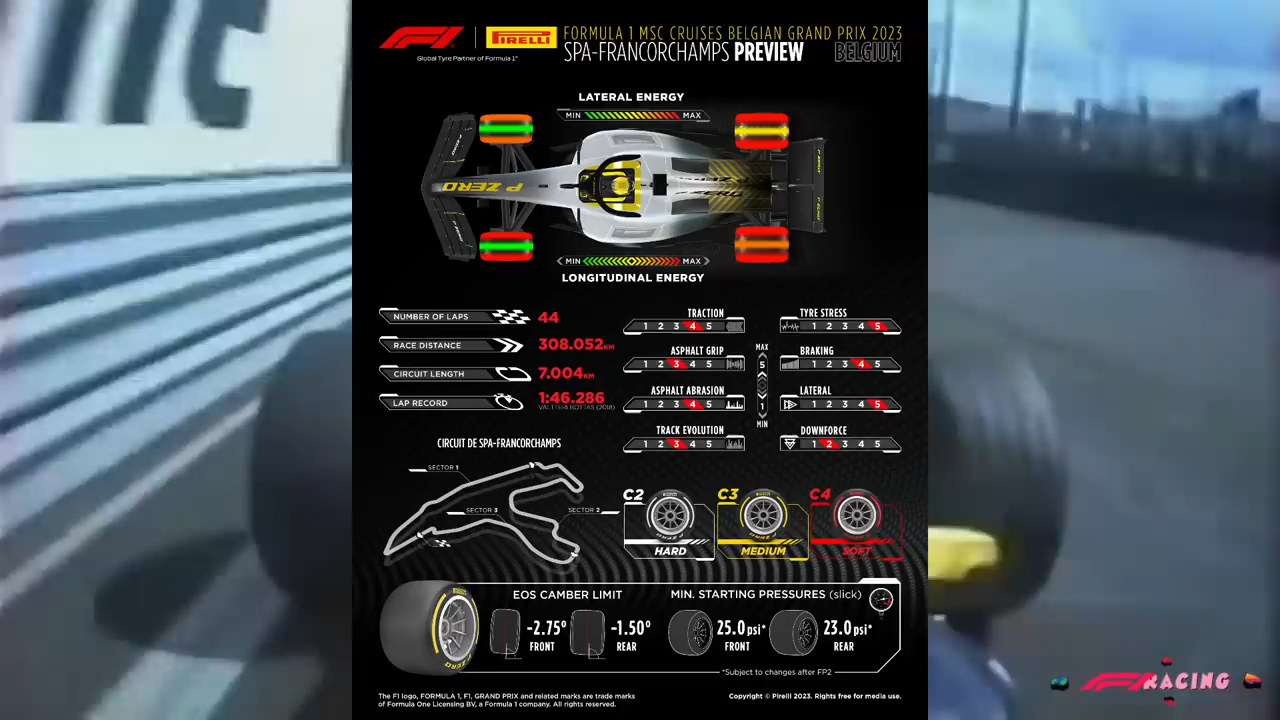 F1
PIRELLI
Global Tyre Partner of Formula 1®
FORMULA 1 MSC CRUISES BELGIAN GRAND PRIX 2023
SPA-FRANCORCHAMPS PREVIEW
BELGIUM
LATERAL ENERGY
MIN MAX
P ZERO
MIN MAX
LONGITUDINAL ENERGY
NUMBER OF LAPS 44
RACE DISTANCE 308.052KM
CIRCUIT LENGTH 7.004KM
LAP RECORD 1:46.286
VALTTERI BOTTAS (2018)
TRACTION
1 2 3 4 5
ASPHALT GRIP
1 2 3 4 5
ASPHALT ABRASION
1 2 3 4 5
TRACK EVOLUTION
1 2 3 4 5
MAX
5
1
MIN
TYRE STRESS
1 2 3 4 5
BRAKING
1 2 3 4 5
LATERAL
1 2 3 4 5
DOWNFORCE
1 2 3 4 5
CIRCUIT DE SPA-FRANCORCHAMPS
SECTOR 1
SECTOR 3
SECTOR 2
C2
HARD
C3
MEDIUM
C4
SOFT
EOS CAMBER LIMIT
-2.75º
FRONT
-1.50º
REAR
MIN. STARTING PRESSURES (slick)
25.0 psi*
FRONT
23.0 psi*
REAR
*Subject to changes after FP2
The F1 logo, FORMULA 1, F1, GRAND PRIX and related marks are trade marks
of Formula One Licensing BV, a Formula 1 company. All rights reserved.
Copyright © Pirelli 2023. Rights free for media use.
F1 RACING